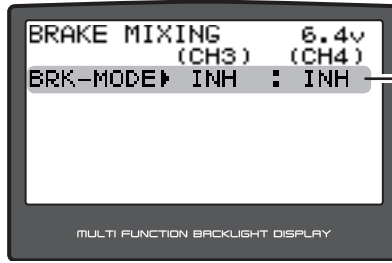 BRAKE MIXING 6.4v
(CH3) (CH4)
BRK-MODE▶ INH : INH
MULTI FUNCTION BACKLIGHT DISPLAY